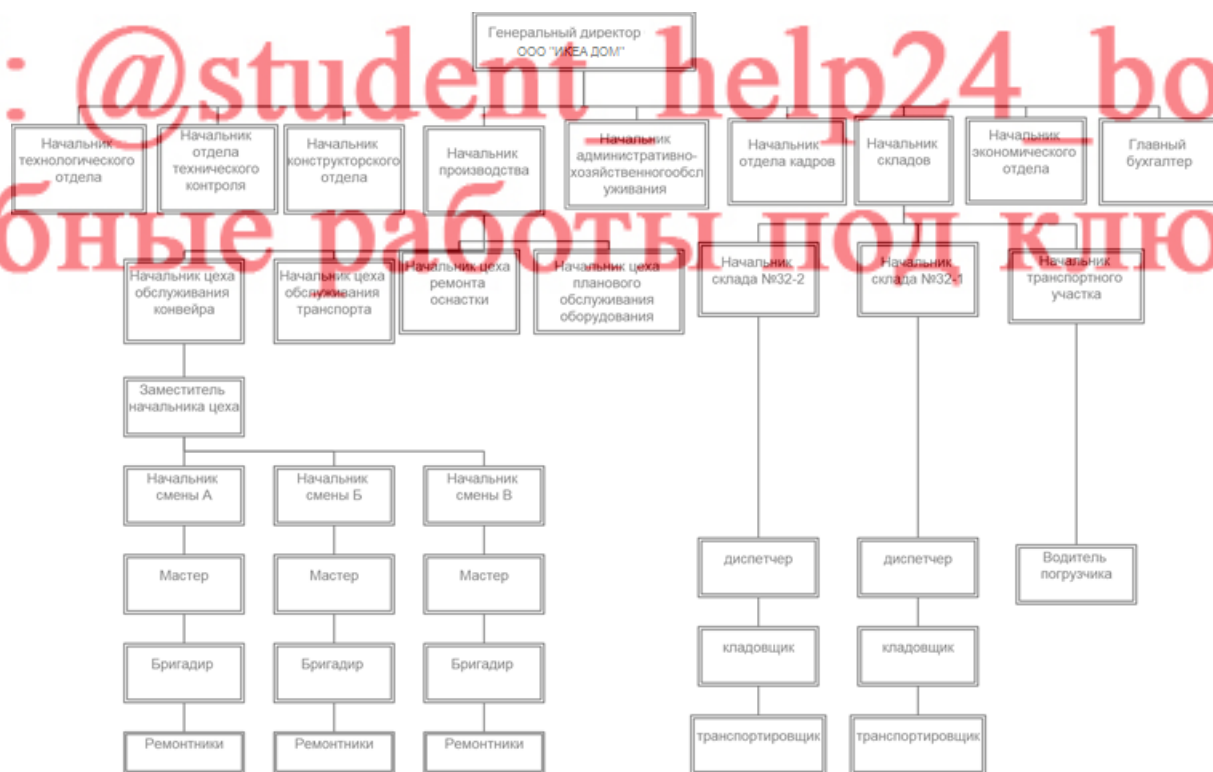 Генеральный директор
ООО "ИКЕА ДОМ"
: @student_help24_bo
бные работы под клю
Начальник
технологического
отдела
Начальник
отдела
технического
контроля
Начальник
конструкторского
отдела
Начальник
производства
Начальник
административно-
хозяйственногообсл
уживания
Начальник
отдела кадров
Начальник
складов
Начальник
экономического
отдела
Главный
бухгалтер
Начальник цеха
обслуживания
конвейра
Начальник цеха
обслуживания
транспорта
Начальник цеха
ремонта
оснастки
Начальник цеха
планового
обслуживания
оборудования
Начальник
склада №32-2
Начальник
склада №32-1
Начальник
транспортного
участка
Заместитель
начальника цеха
Начальник
смены А
Начальник
смены Б
Начальник
смены В
Мастер
Мастер
Мастер
диспетчер
диспетчер
Водитель
погрузчика
Бригадир
Бригадир
Бригадир
кладовщик
кладовщик
Ремонтники
Ремонтники
Ремонтники
транспортировщик
транспортировщик